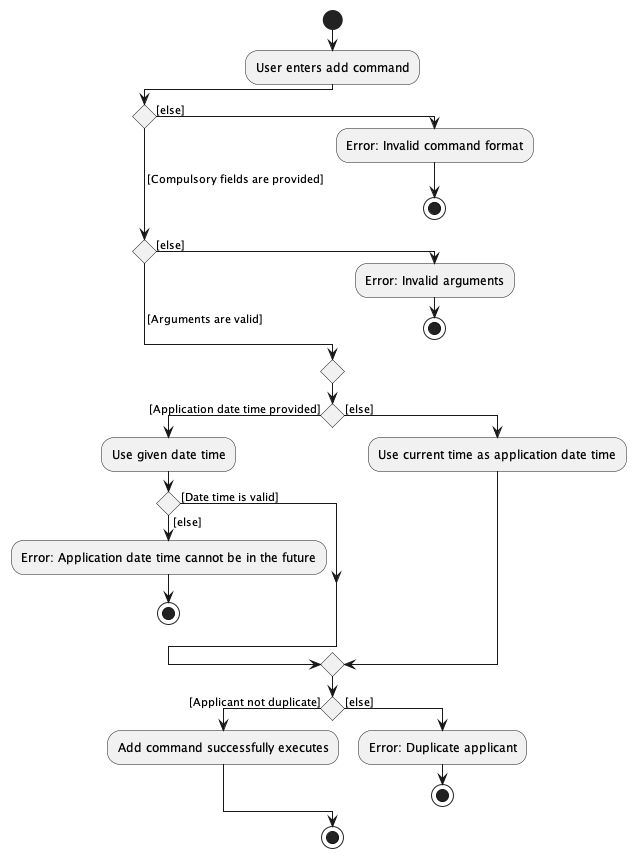 User enters add command
[else]
Error: Invalid command format
[Compulsory fields are provided]
[else]
Error: Invalid arguments
[Arguments are valid]
[Application date time provided]
[else]
Use given date time
Use current time as application date time
[Date time is valid]
[else]
Error: Application date time cannot be in the future
[Applicant not duplicate]
[else]
Add command successfully executes
Error: Duplicate applicant